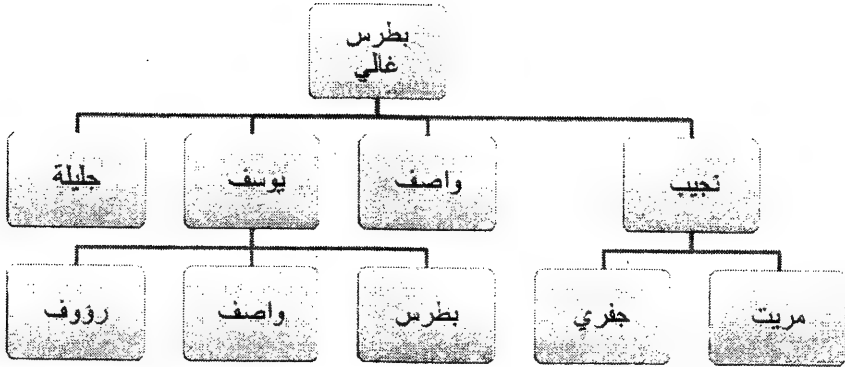 بطرس
غالي
نجيب
واصف
يوسف
جليلة
مريت
جفري
بطرس
واصف
رؤوف